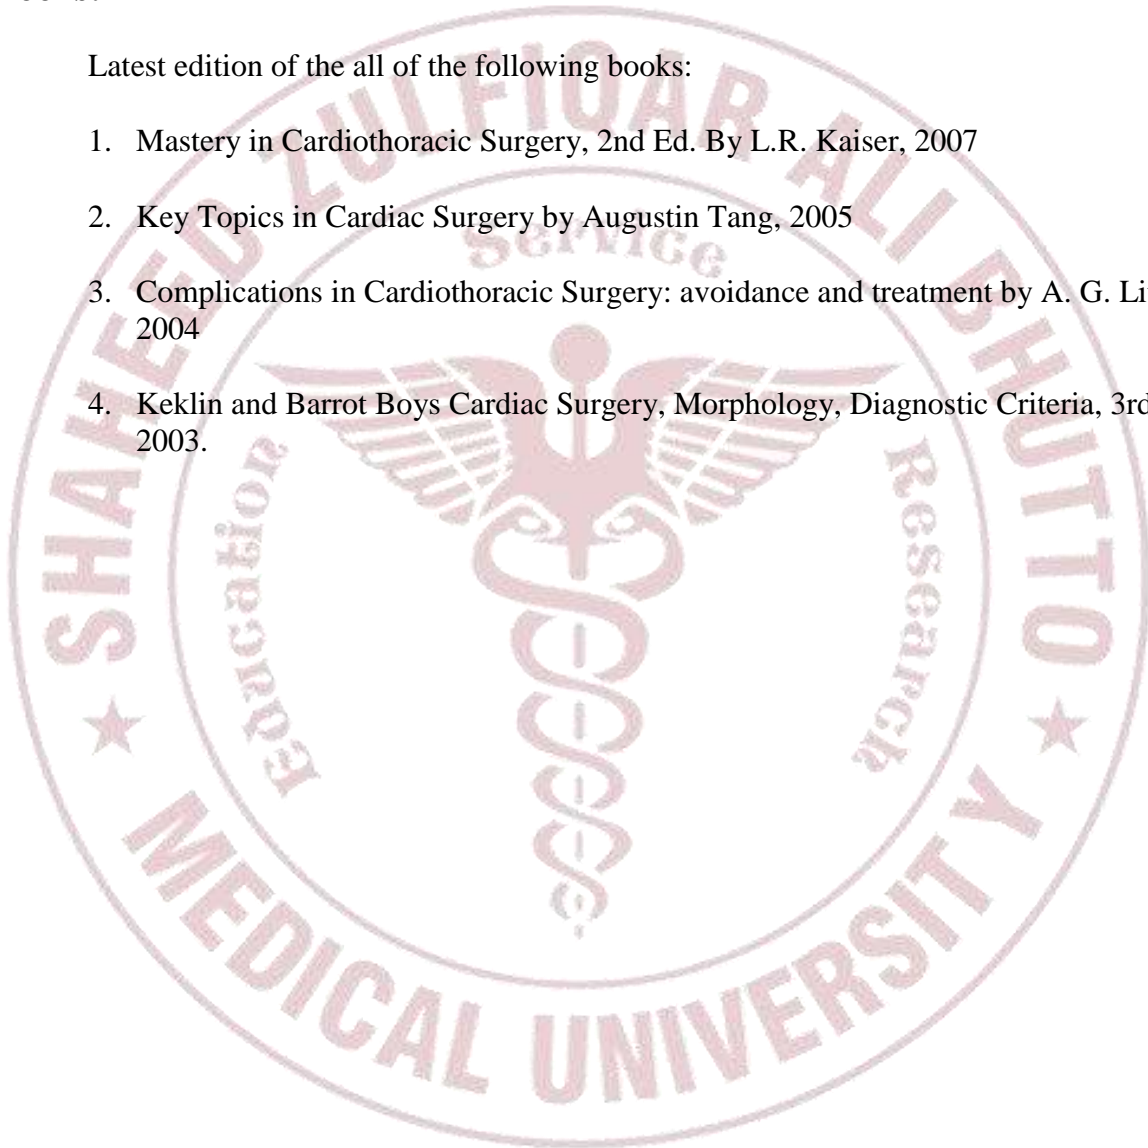 Latest edition of the all of the following books:
1. Mastery in Cardiothoracic Surgery, 2nd Ed. By L.R. Kaiser, 2007
2. Key Topics in Cardiac Surgery by Augustin Tang, 2005
3. Complications in Cardiothoracic Surgery: avoidance and treatment by A. G.
2004
4. Keklin and Barrot Boys Cardiac Surgery, Morphology, Diagnostic Criteria, 3rd
2003.
SHAHEED ZULFIQAR ALI BHUTTO
MEDICAL UNIVERSITY
Service
Education
Research